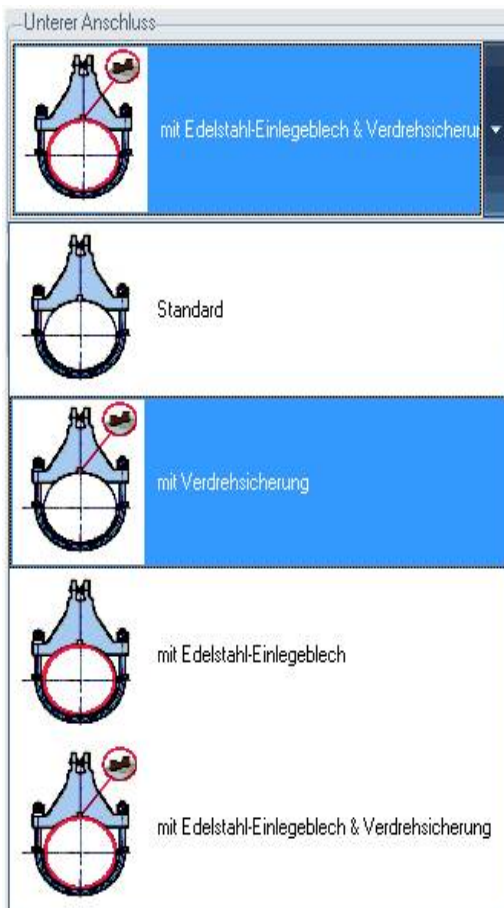 Unterer Anschluss
mit Edelstahl-Einlegeblech & Verdrehsicherun
Standard
mit Verdrehsicherung
mit Edelstahl-Einlegeblech
mit Edelstahl-Einlegeblech & Verdrehsicherung